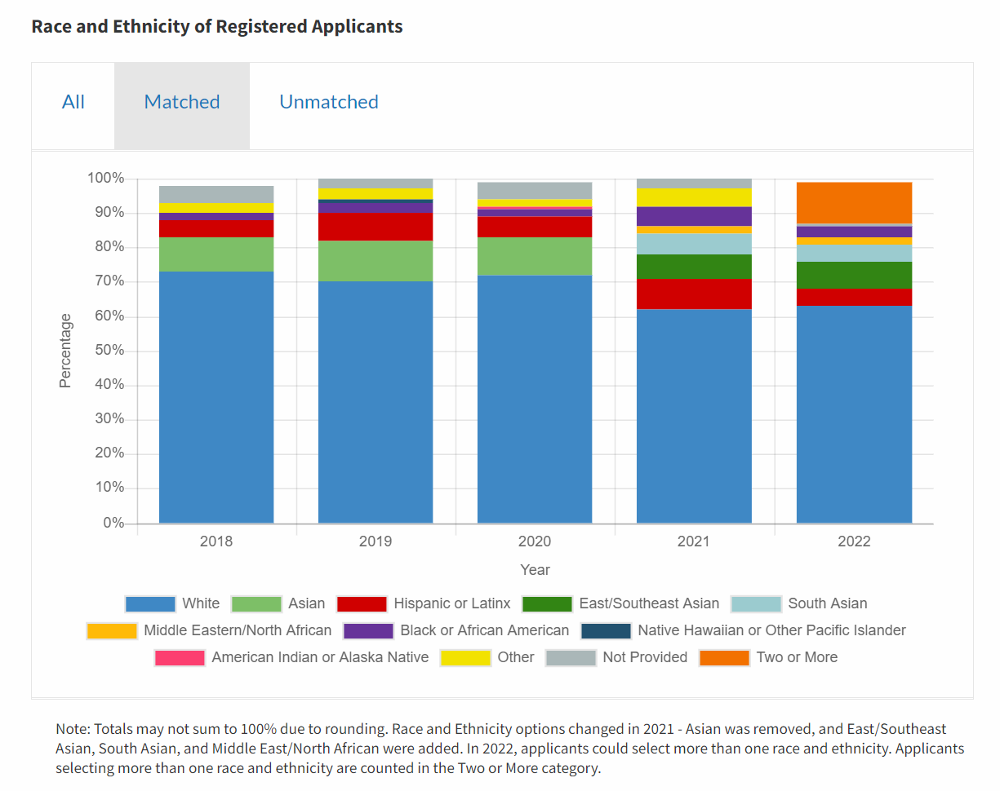 Race and Ethnicity of Registered Applicants
All Matched Unmatched
100%
90%
80%
70%
60%
50%
40%
30%
20%
10%
0%
Percentage
2018 2019 2020 2021 2022
Year
White Asian Hispanic or Latinx East/Southeast Asian South Asian
Middle Eastern/North African Black or African American Native Hawaiian or Other Pacific Islander
American Indian or Alaska Native Other Not Provided Two or More
Note: Totals may not sum to 100% due to rounding. Race and Ethnicity options changed in 2021 - Asian was removed, and East/Southeast
Asian, South Asian, and Middle East/North African were added. In 2022, applicants could select more than one race and ethnicity. Applicants
selecting more than one race and ethnicity are counted in the Two or More category.